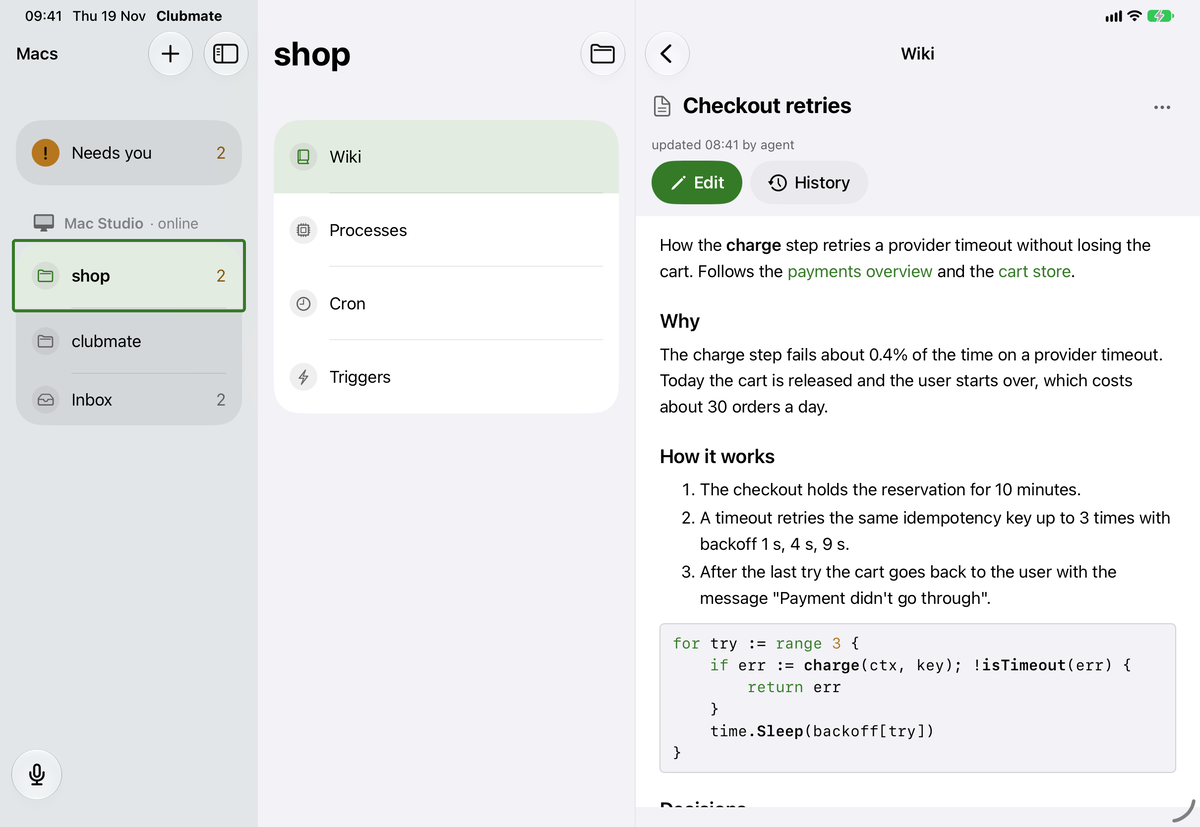 09:41 Thu 19 Nov Clubmate
Macs
! Needs you 2
Mac Studio · online
shop 2
clubmate
Inbox 2
shop
Wiki
Processes
Cron
Triggers
Wiki
Checkout retries
updated 08:41 by agent
Edit
History
How the charge step retries a provider timeout without losing the
cart. Follows the payments overview and the cart store.
Why
The charge step fails about 0.4% of the time on a provider timeout.
Today the cart is released and the user starts over, which costs
about 30 orders a day.
How it works
1. The checkout holds the reservation for 10 minutes.
2. A timeout retries the same idempotency key up to 3 times with
backoff 1 s, 4 s, 9 s.
3. After the last try the cart goes back to the user with the
message "Payment didn't go through".
for try := range 3 {
    if err := charge(ctx, key); !isTimeout(err) {
        return err
    }
    time.Sleep(backoff[try])
}
Decisions